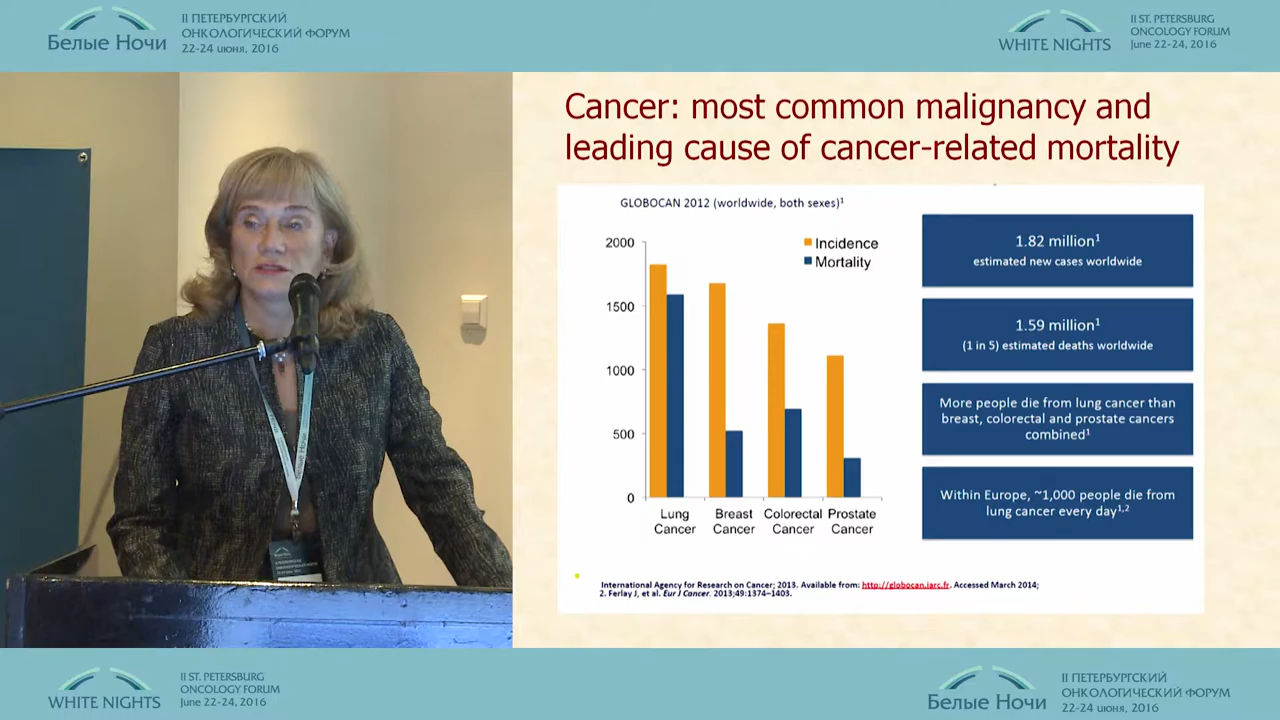 II ПЕТЕРБУРГСКИЙ
ОНКОЛОГИЧЕСКИЙ ФОРУМ
Белые Ночи
22-24 июня, 2016
II ST. PETERSBURG
ONCOLOGY FORUM
WHITE NIGHTS
June 22-24, 2016
Cancer: most common malignancy and
leading cause of cancer-related mortality
GLOBOCAN 2012 (worldwide, both sexes)1
Incidence
Mortality
2000
1500
1000
500
0
Lung
Cancer
Breast
Cancer
Colorectal
Cancer
Prostate
Cancer
1.82 million1
estimated new cases worldwide
1.59 million1
(1 in 5) estimated deaths worldwide
More people die from lung cancer than
breast, colorectal and prostate cancers
combined1
Within Europe, ~1,000 people die from
lung cancer every day1,2
International Agency for Research on Cancer; 2013. Available from: http://globocan.iarc.fr. Accessed March 2014;
2. Ferlay J, et al. Eur J Cancer. 2013;49:1374–1403.
Белые Ночи
II ST. PETERSBURG
ONCOLOGY FORUM
WHITE NIGHTS
June 22-24, 2016
II ПЕТЕРБУРГСКИЙ
ОНКОЛОГИЧЕСКИЙ ФОРУМ
Белые Ночи
22-24 июня, 2016